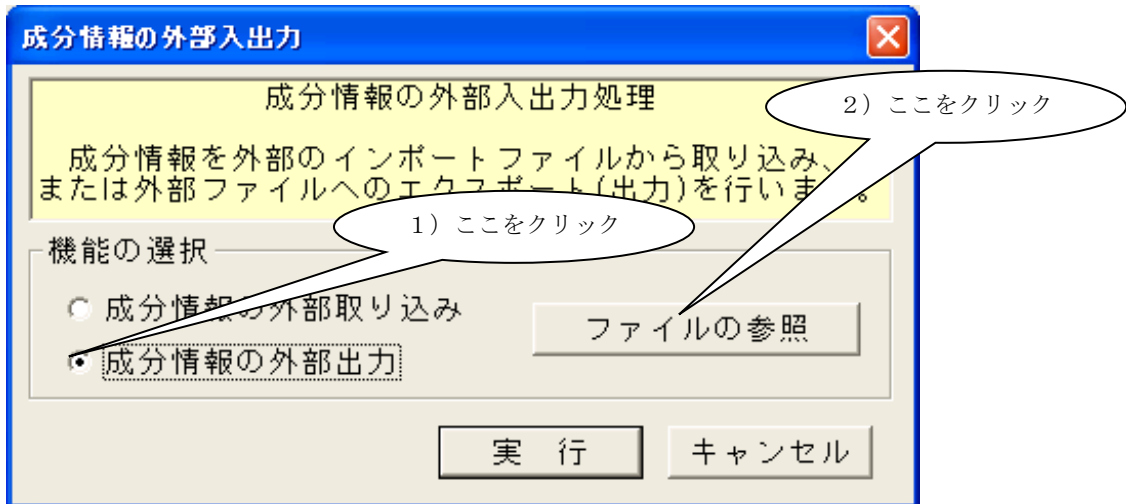 成分情報の外部入出力
成分情報の外部入出力処理
2）ここをクリック
成分情報を外部のインポートファイルから取り込み、
または外部ファイルへのエクスポート(出力)を行います。
1）ここをクリック
機能の選択
成分情報の外部取り込み
ファイルの参照
成分情報の外部出力
実　行
キャンセル